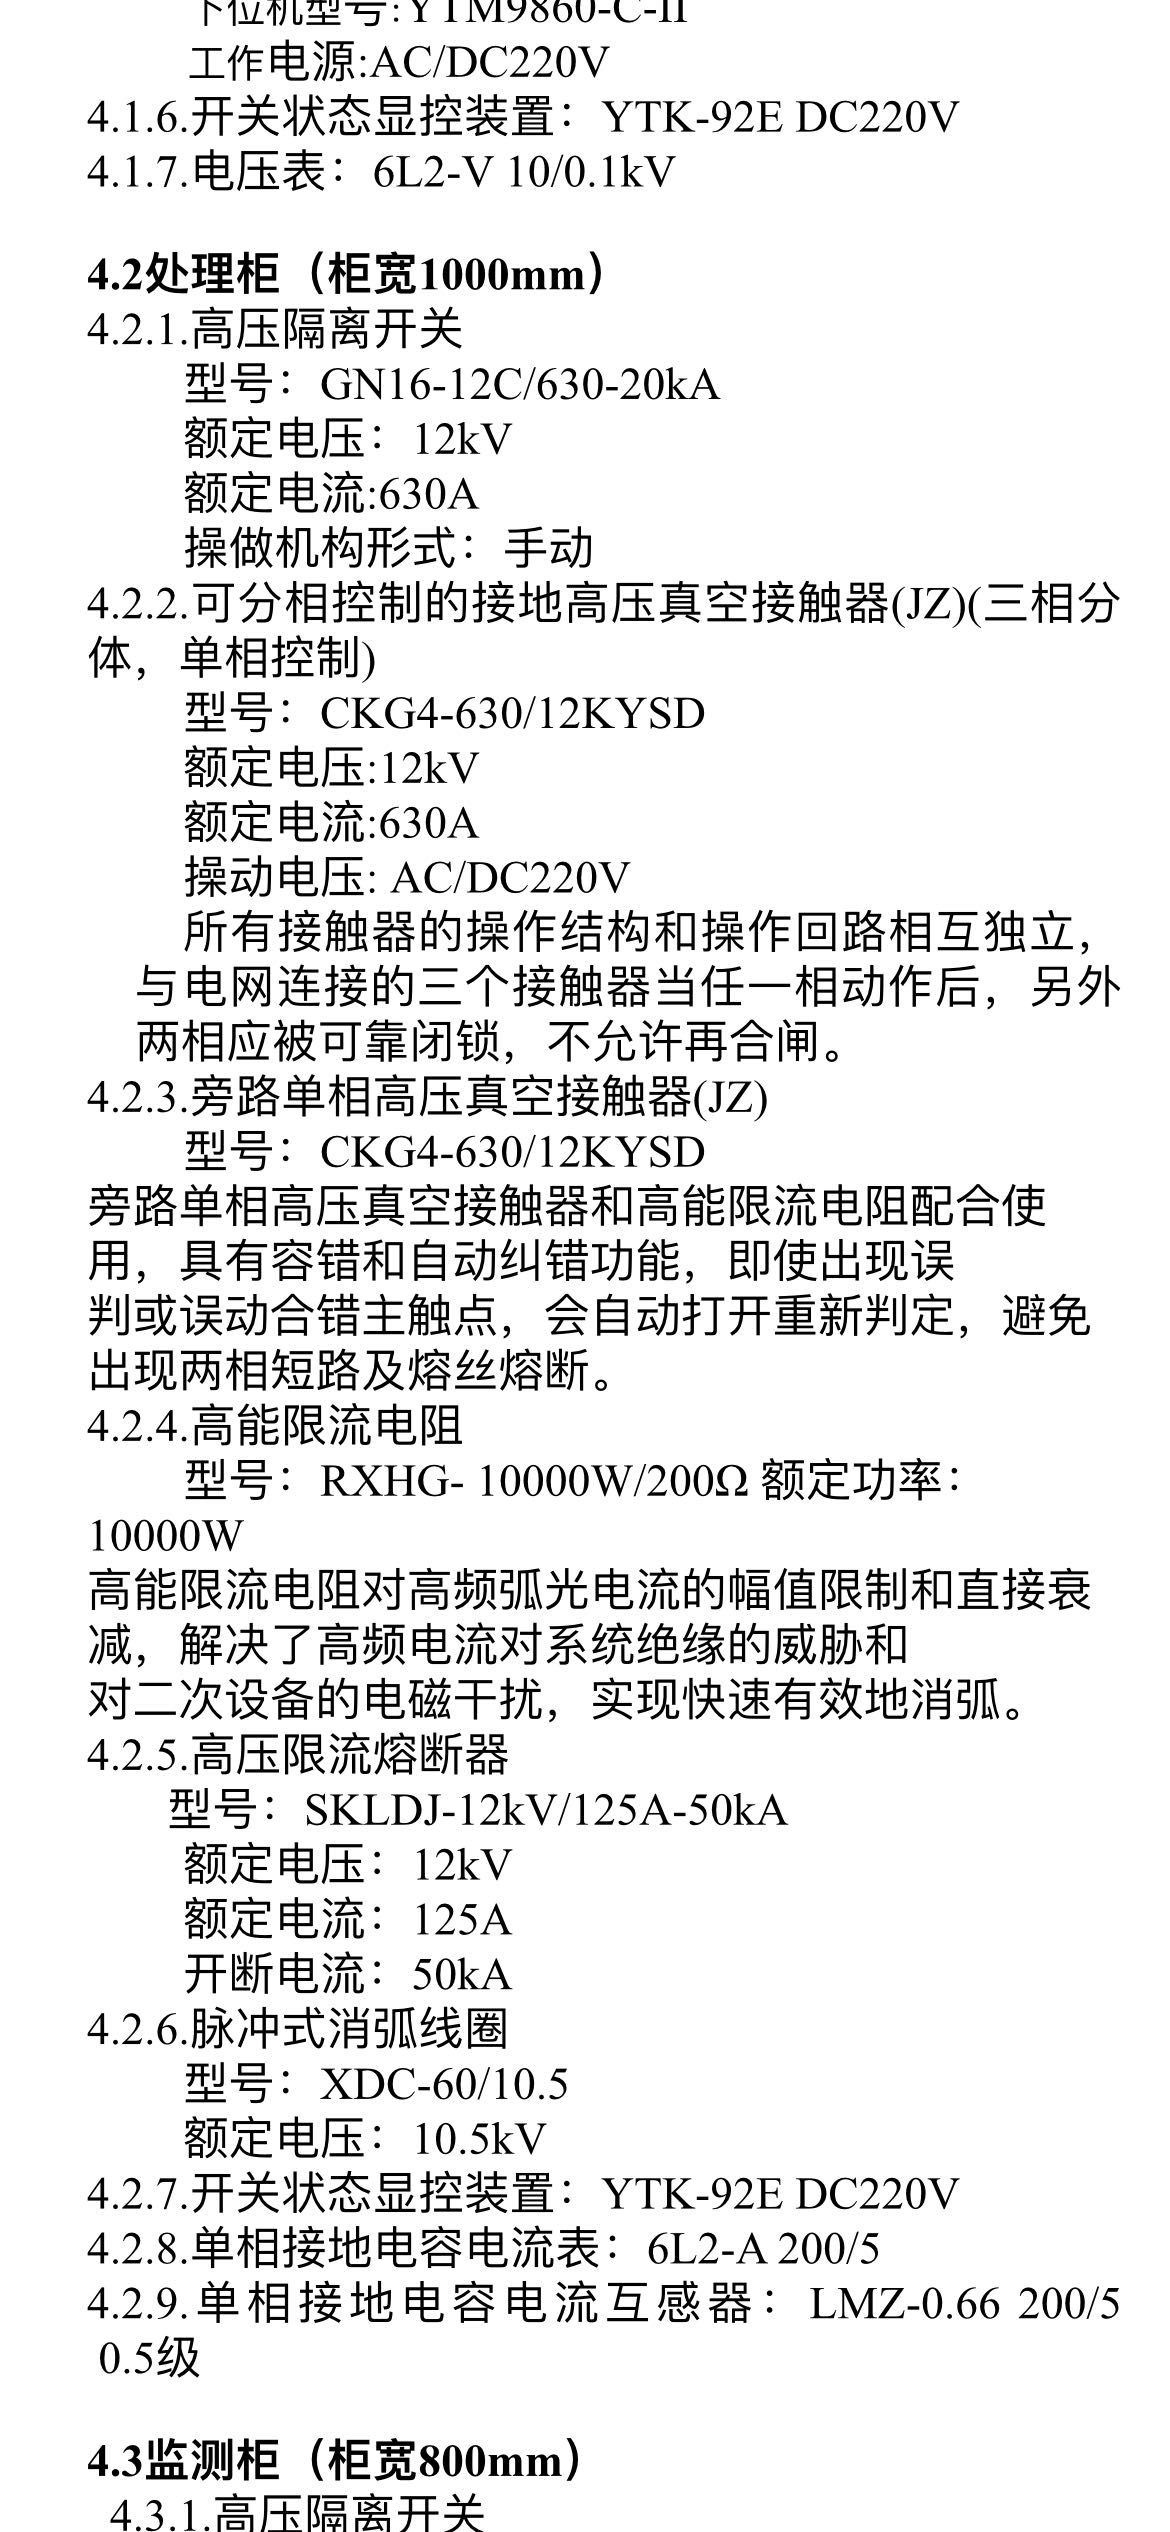 下位机型号:YTM9860-C-II
工作电源:AC/DC220V
4.1.6.开关状态显控装置：YTK-92E DC220V
4.1.7.电压表：6L2-V 10/0.1kV
4.2处理柜（柜宽1000mm）
4.2.1.高压隔离开关
型号：GN16-12C/630-20kA
额定电压：12kV
额定电流:630A
操做机构形式：手动
4.2.2.可分相控制的接地高压真空接触器(JZ)(三相分
体，单相控制)
型号：CKG4-630/12KYSD
额定电压:12kV
额定电流:630A
操动电压: AC/DC220V
所有接触器的操作结构和操作回路相互独立，
与电网连接的三个接触器当任一相动作后，另外
两相应被可靠闭锁，不允许再合闸。
4.2.3.旁路单相高压真空接触器(JZ)
型号：CKG4-630/12KYSD
旁路单相高压真空接触器和高能限流电阻配合使
用，具有容错和自动纠错功能，即使出现误
判或误动合错主触点，会自动打开重新判定，避免
出现两相短路及熔丝熔断。
4.2.4.高能限流电阻
型号：RXHG- 10000W/200Ω 额定功率：
10000W
高能限流电阻对高频弧光电流的幅值限制和直接衰
减，解决了高频电流对系统绝缘的威胁和
对二次设备的电磁干扰，实现快速有效地消弧。
4.2.5.高压限流熔断器
型号：SKLDJ-12kV/125A-50kA
额定电压：12kV
额定电流：125A
开断电流：50kA
4.2.6.脉冲式消弧线圈
型号：XDC-60/10.5
额定电压：10.5kV
4.2.7.开关状态显控装置：YTK-92E DC220V
4.2.8.单相接地电容电流表：6L2-A 200/5
4.2.9.单相接地电容电流互感器：LMZ-0.66 200/5
0.5级
4.3监测柜（柜宽800mm）
4.3.1.高压隔离开关